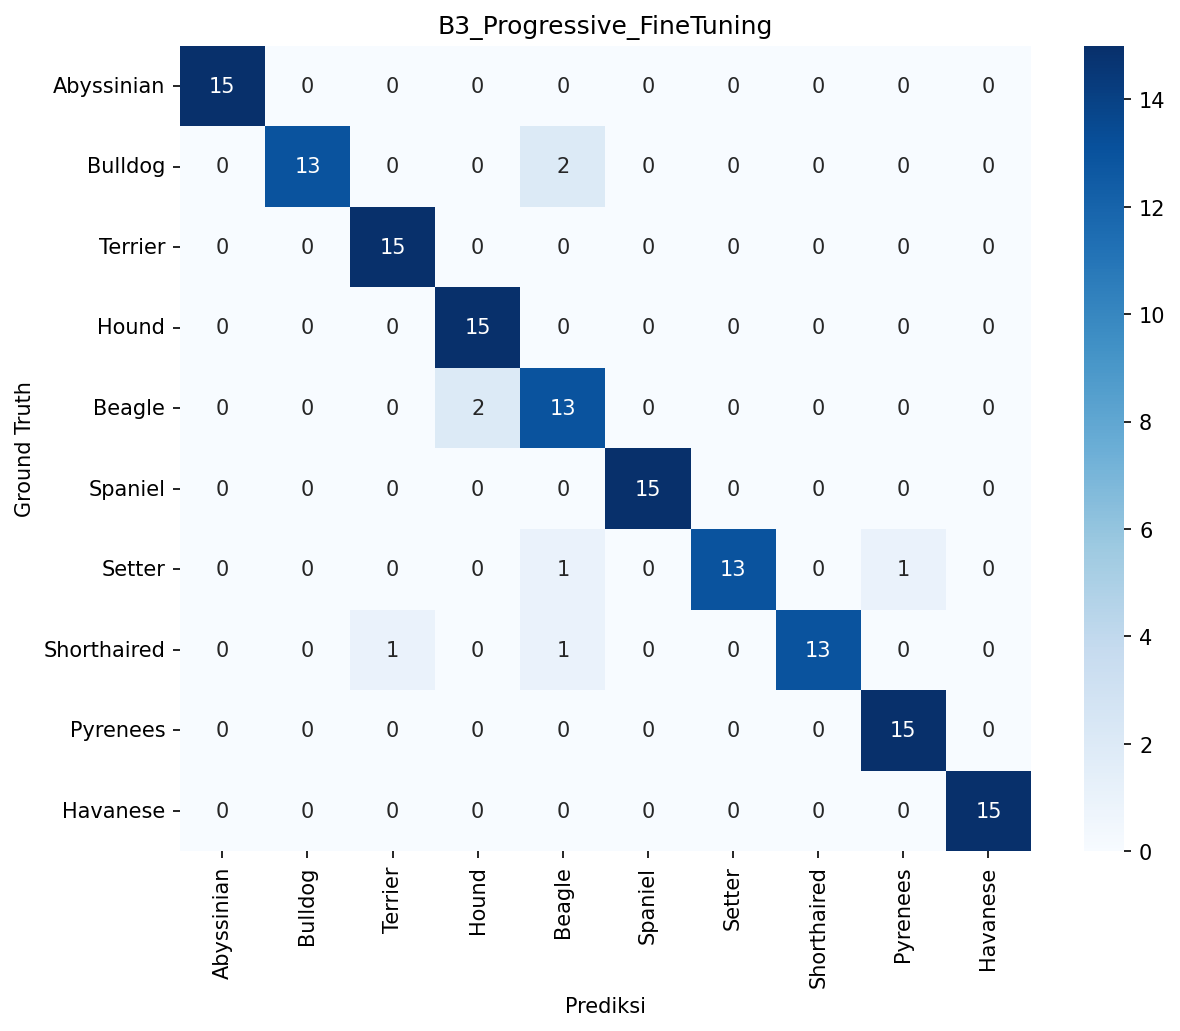 B3_Progressive_FineTuning
Abyssinian 15 0 0 0 0 0 0 0 0 0
Bulldog 0 13 0 0 2 0 0 0 0 0
Terrier 0 0 15 0 0 0 0 0 0 0
Hound 0 0 0 15 0 0 0 0 0 0
Beagle 0 0 0 2 13 0 0 0 0 0
Spaniel 0 0 0 0 0 15 0 0 0 0
Setter 0 0 0 0 1 0 13 0 1 0
Shorthaired 0 0 1 0 1 0 0 13 0 0
Pyrenees 0 0 0 0 0 0 0 0 15 0
Havanese 0 0 0 0 0 0 0 0 0 15
Ground Truth
Abyssinian Bulldog Terrier Hound Beagle Spaniel Setter Shorthaired Pyrenees Havanese
Prediksi
14
12
10
8
6
4
2
0